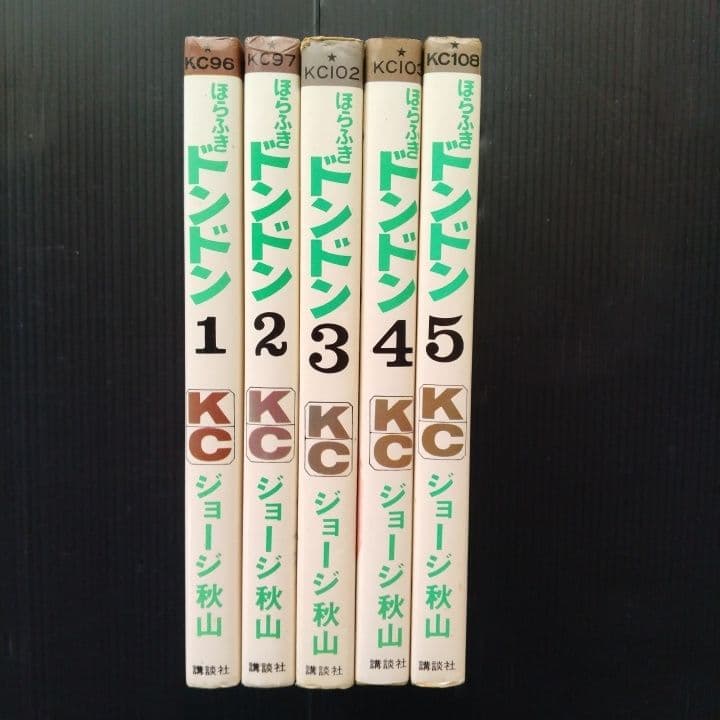 KC96
ほらふき
ドンドン
1
KC
ジョージ秋山
講談社
KC97
ほらふき
ドンドン
2
KC
ジョージ秋山
講談社
KC102
ほらふき
ドンドン
3
KC
ジョージ秋山
講談社
KC103
ほらふき
ドンドン
4
KC
ジョージ秋山
講談社
KC108
ほらふき
ドンドン
5
KC
ジョージ秋山
講談社